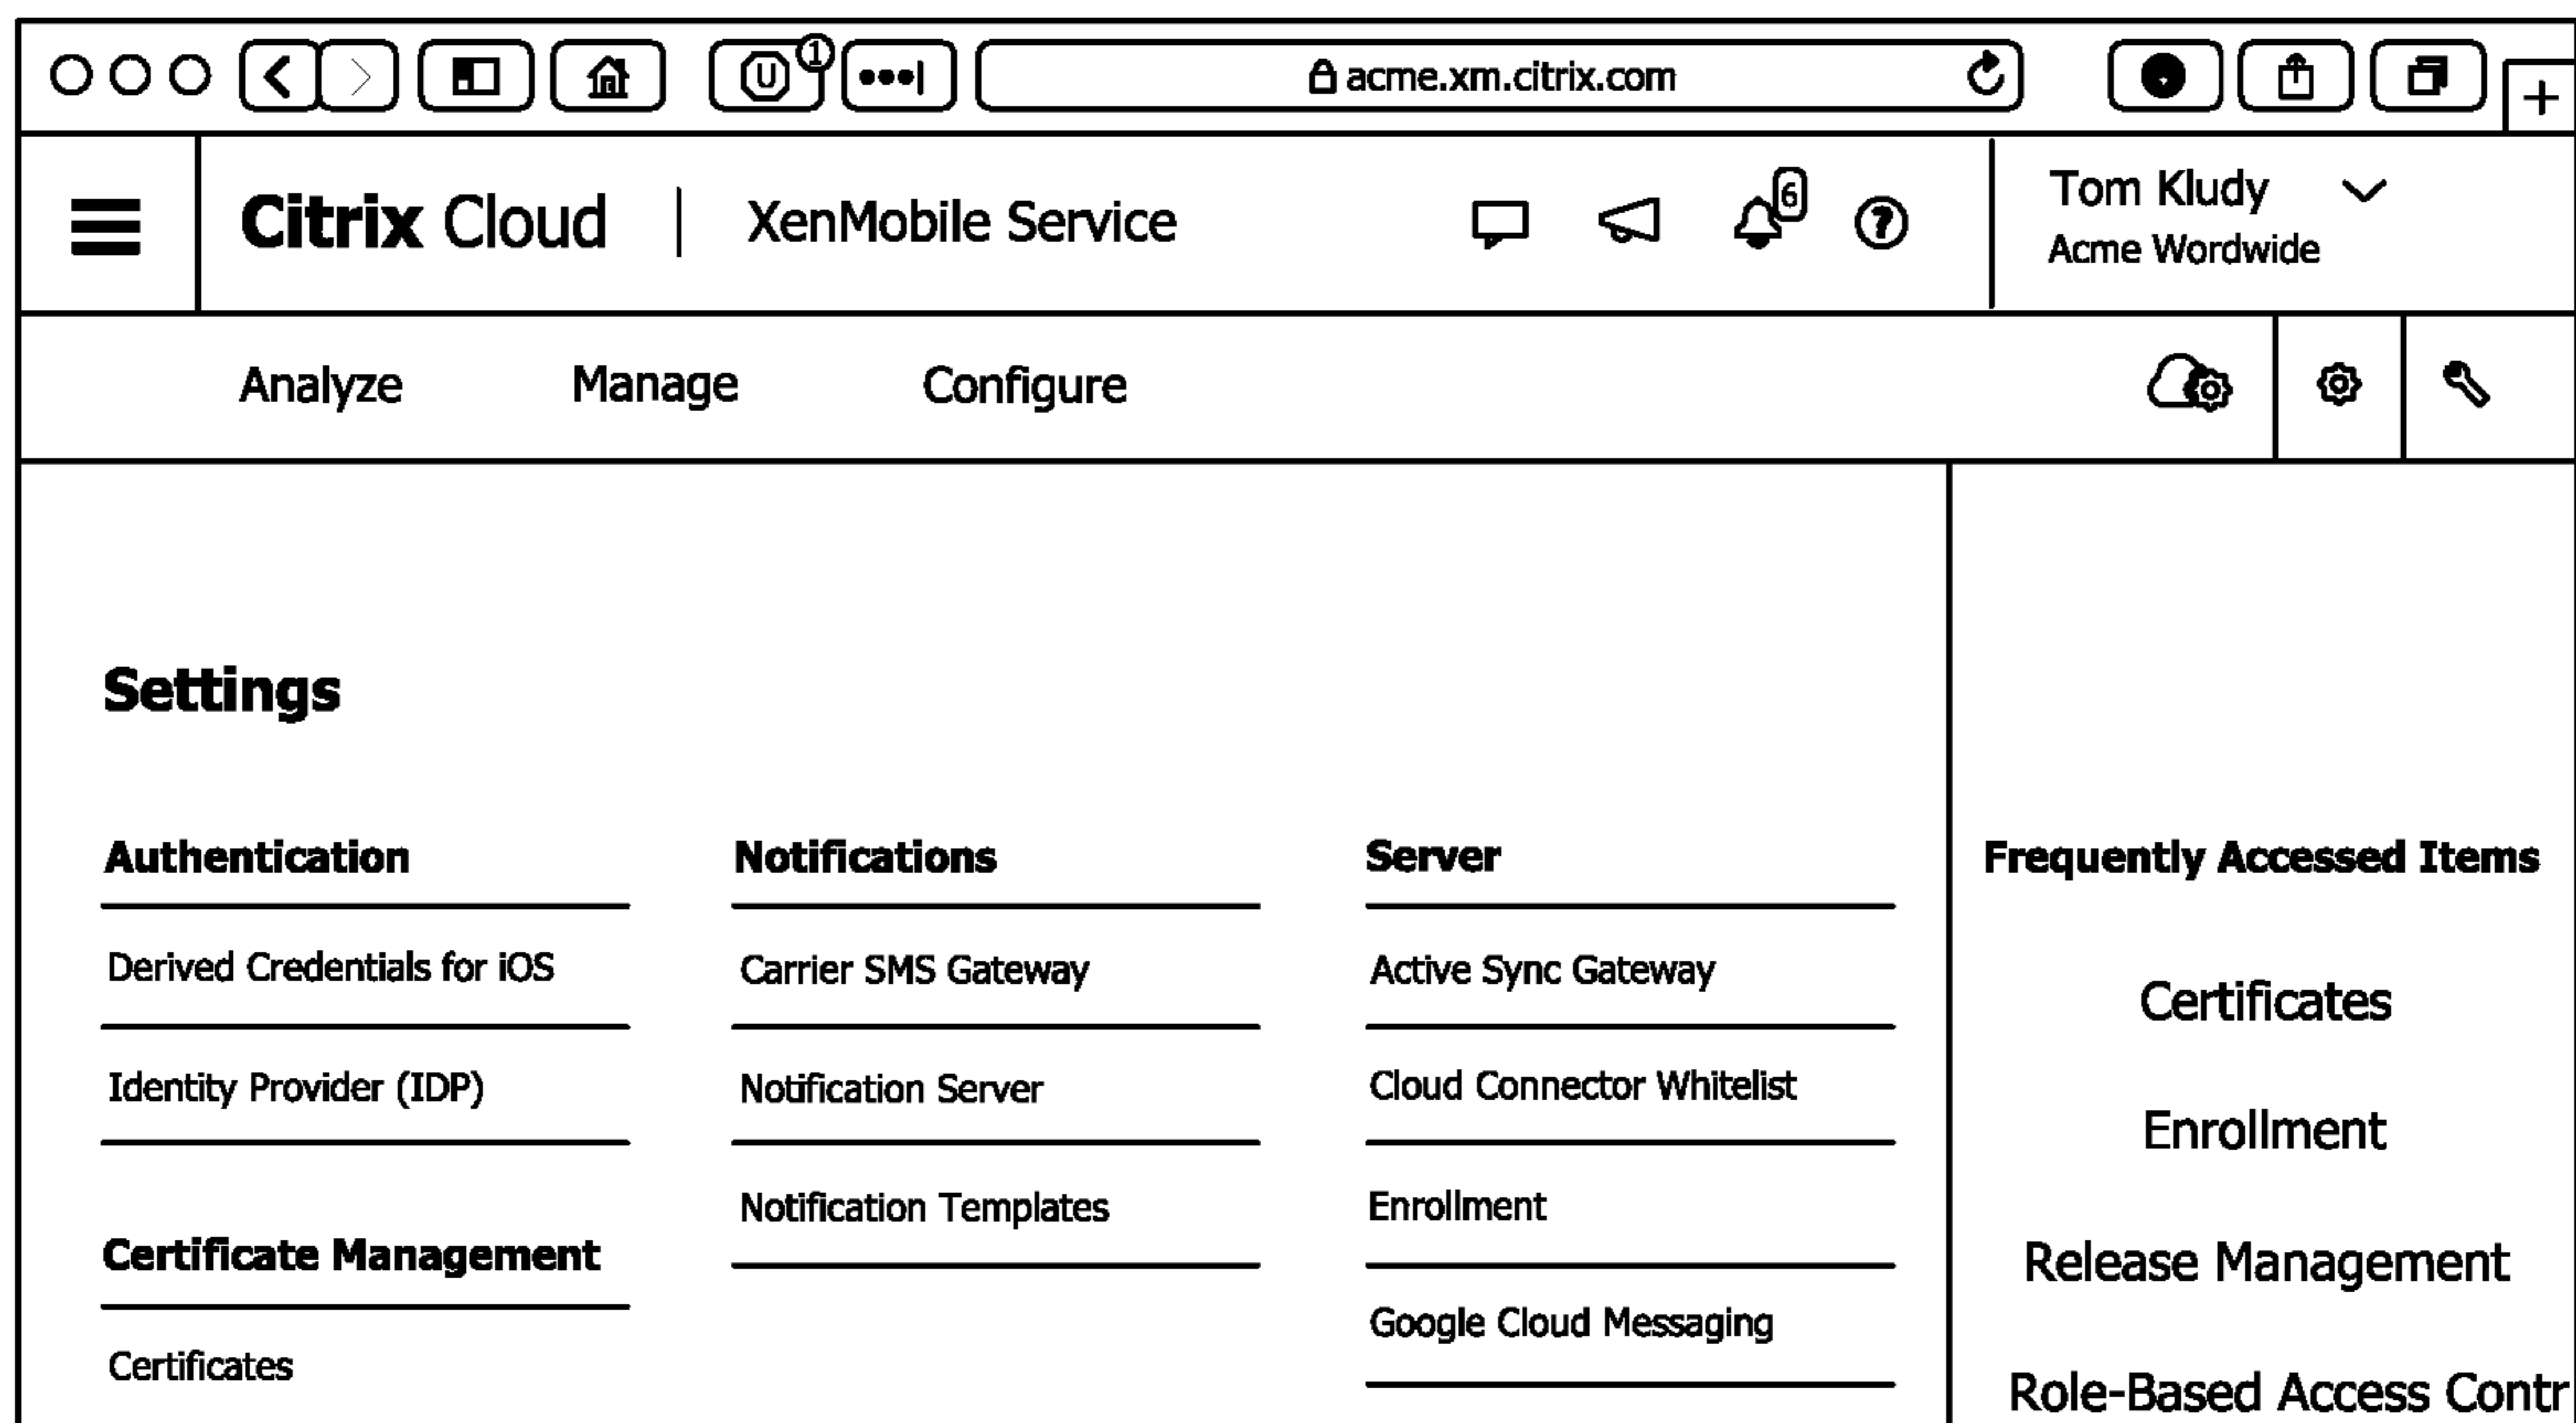 U 1 acme.xm.citrix.com +
Citrix Cloud | XenMobile Service 6 ? Tom Kludy
Acme Wordwide
Analyze Manage Configure
Settings
Authentication
Derived Credentials for iOS
Identity Provider (IDP)
Certificate Management
Certificates
Notifications
Carrier SMS Gateway
Notification Server
Notification Templates
Server
Active Sync Gateway
Cloud Connector Whitelist
Enrollment
Google Cloud Messaging
Frequently Accessed Items
Certificates
Enrollment
Release Management
Role-Based Access Contr